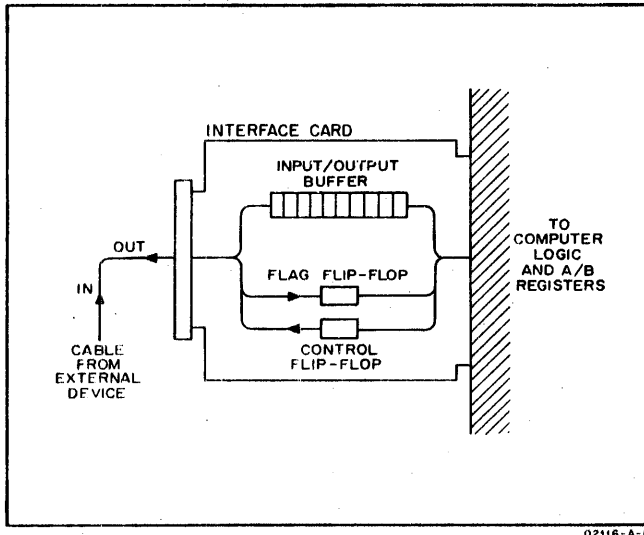 INTERFACE CARD
INPUT/OUTPUT
BUFFER
OUT
IN
FLAG FLIP-FLOP
CONTROL
FLIP-FLOP
CABLE
FROM
EXTERNAL
DEVICE
TO
COMPUTER
LOGIC
AND A/B
REGISTERS